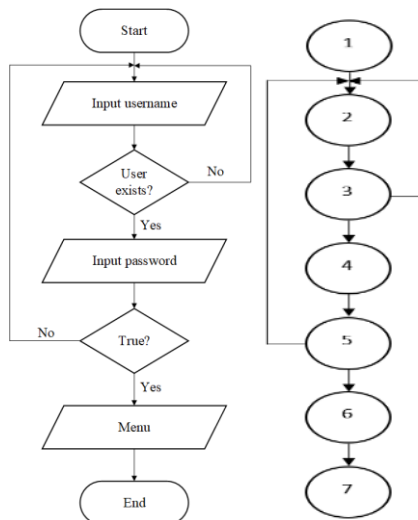 Start
Input username
User
exists?
No
Yes
Input password
No
True?
Yes
Menu
End
1
2
3
4
5
6
7